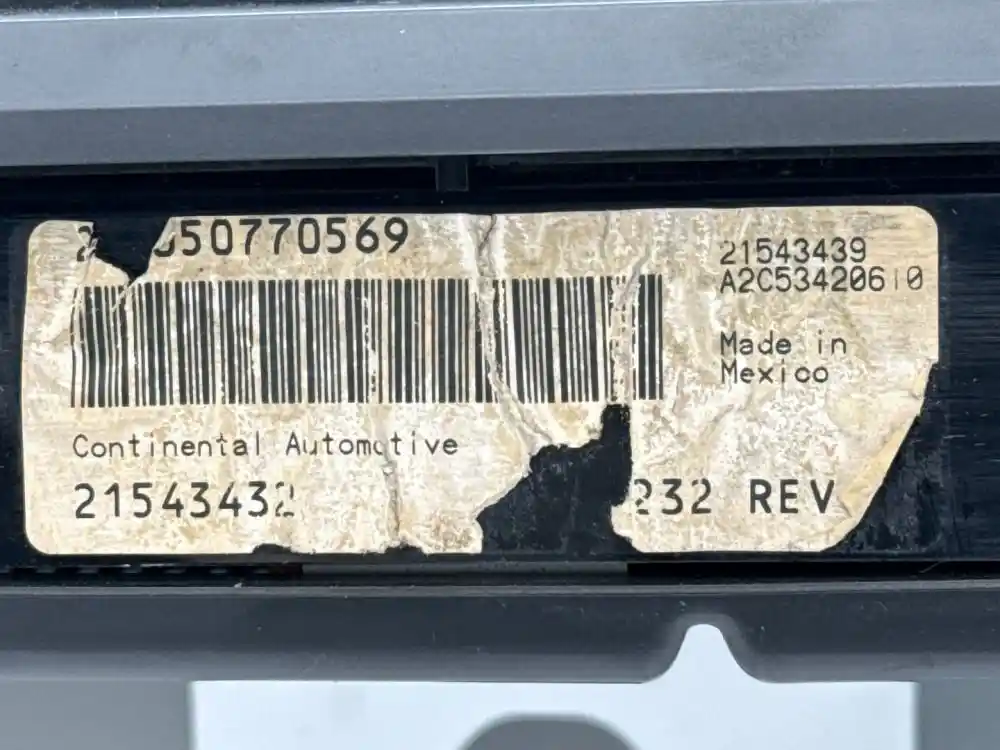 50770569
21543439
A2C53420610
Made in
Mexico
Continental Automotive
21543432
232 REV